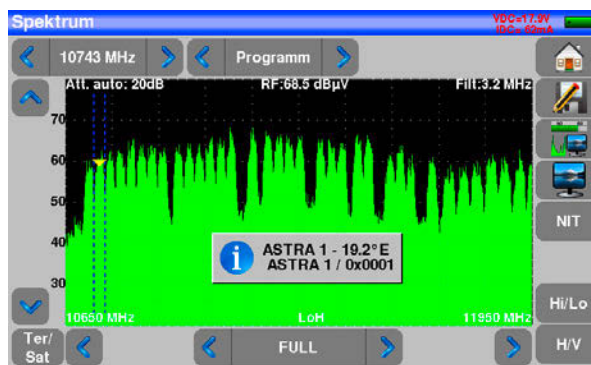 Spektrum
VDC=17.9V
IDC= 62mA
10743 MHz
Programm
Att. auto: 20dB
RF:68.5 dBµV
Filt:3.2 MHz
70
60
50
40
30
ASTRA 1 - 19.2°E
ASTRA 1 / 0x0001
NIT
10650 MHz
LoH
11950 MHz
Hi/Lo
Ter/
Sat
FULL
H/V